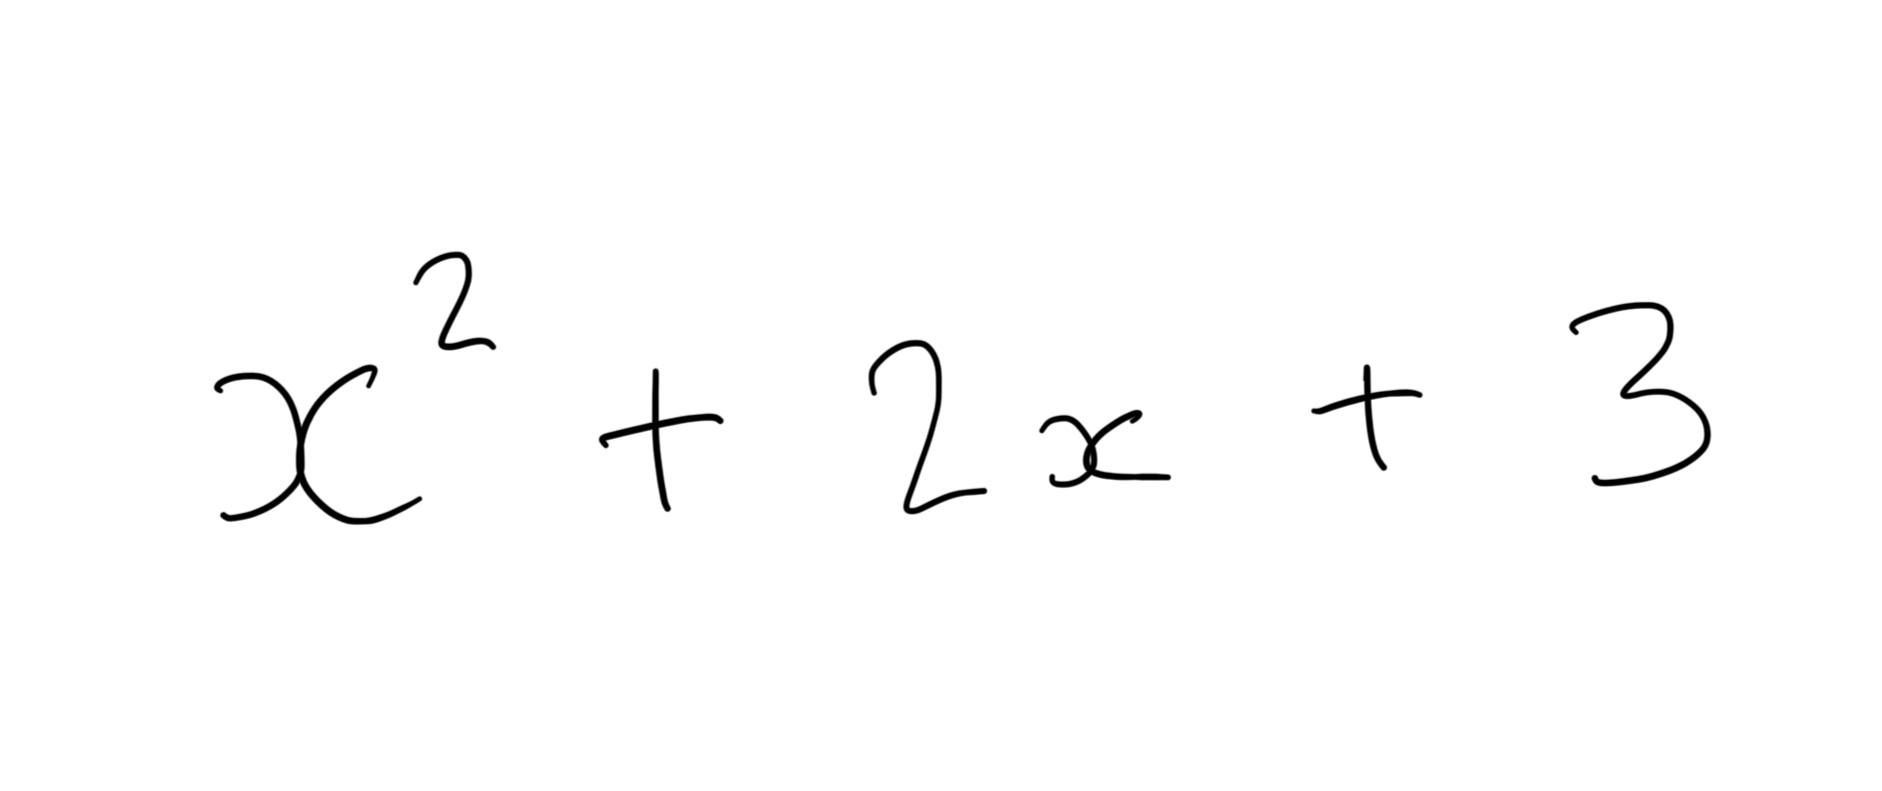 x² + 2x + 3